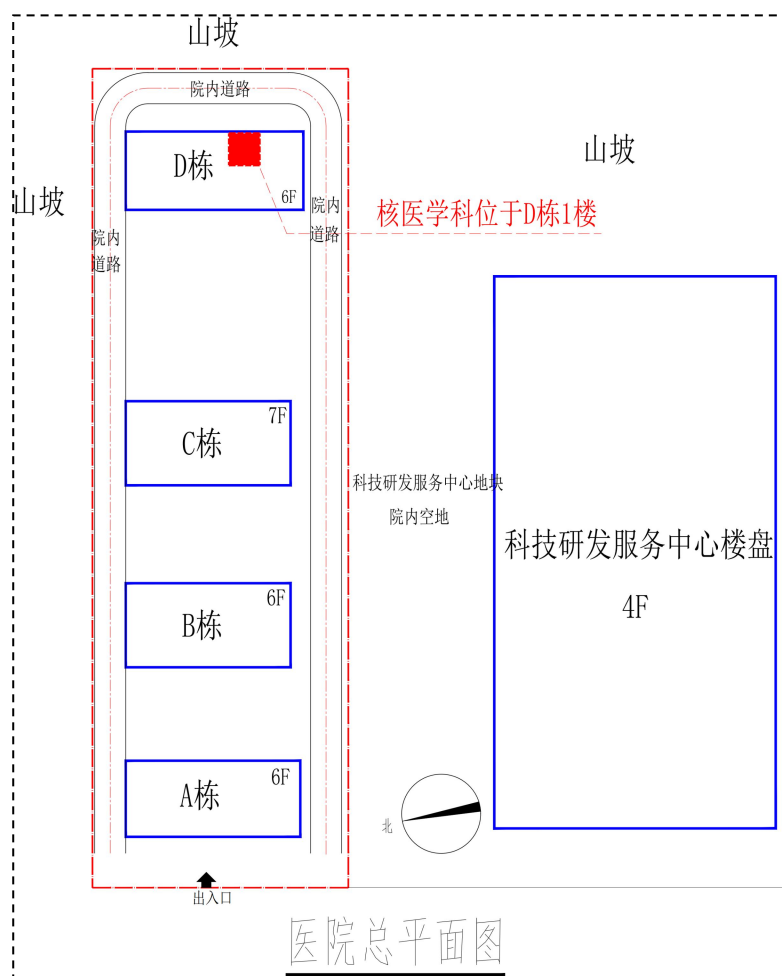 山坡
院内道路
D栋
6F
山坡
山坡
院内
道路
核医学科位于D栋1楼
院内
道路
7F
C栋
科技研发服务中心地块
院内空地
科技研发服务中心楼盘
4F
6F
B栋
6F
A栋
北
出入口
医院总平面图